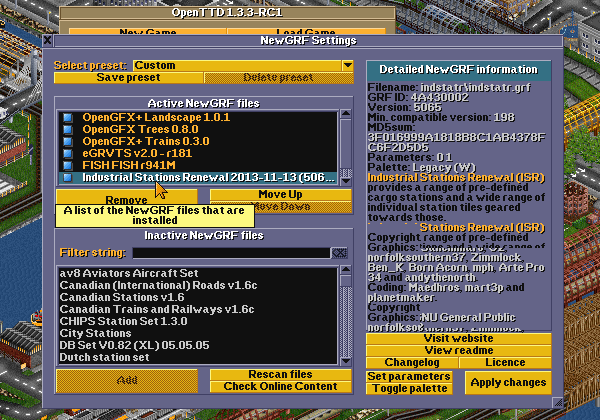 OpenTTD 1.3.3-RC1
New Game
Load Game
NewGRF Settings
Select preset: Custom
Save preset
Delete preset
Active NewGRF files
OpenGFX+ Landscape 1.0.1
OpenGFX Trees 0.8.0
OpenGFX+ Trains 0.3.0
eGRVTS v2.0 - r181
FISH FISH r941M
Industrial Stations Renewal 2013-11-13 (506...
Remove
Move Up
Move Down
A list of the NewGRF files that are
installed
Inactive NewGRF files
Filter string:
av8 Aviators Aircraft Set
Canadian (International) Roads v1.6c
Canadian Stations v1.6
Canadian Trains and Railways v1.6c
CHIPS Station Set 1.3.0
City Stations
DB Set V0.82 (XL) 05.05.05
Dutch station set
Add
Rescan files
Check Online Content
Detailed NewGRF information
Filename: indstatr\indstatr.grf
GRF ID: 4A430002
Version: 5065
Min. compatible version: 198
MD5sum:
3F016999A1818B8C1AB4378F
C6F2D5D5
Parameters: 0 1
Palette: Legacy (W)
Industrial Stations Renewal (ISR)
provides a range of pre-defined
cargo stations and a wide range of
individual station tiles geared
towards those.
Stations Renewal (ISR)
Copyright range of pre-defined
Graphics:
norfolksouthern37, Zimmlock,
Ben_K, Born Acorn, mph, Arte Pro
34 and andythenorth
Coding: Maedhros, mart3p and
planetmaker.
Copyright
Graphics: NU General Public
Visit website
View readme
Changelog
Licence
Set parameters
Toggle palette
Apply changes